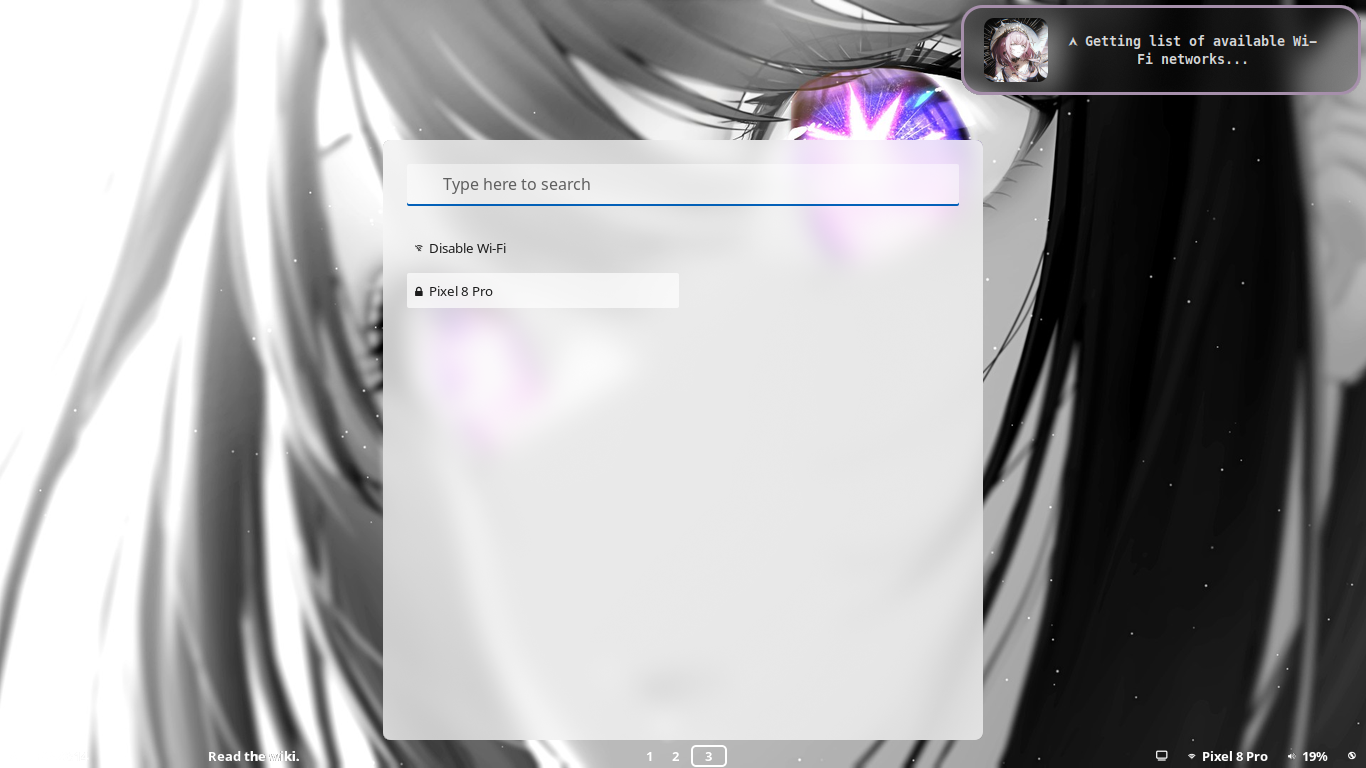 Getting list of available Wi-
Fi networks...
Type here to search
Disable Wi-Fi
Pixel 8 Pro
Read the wiki.
1 2 3
Pixel 8 Pro 19%